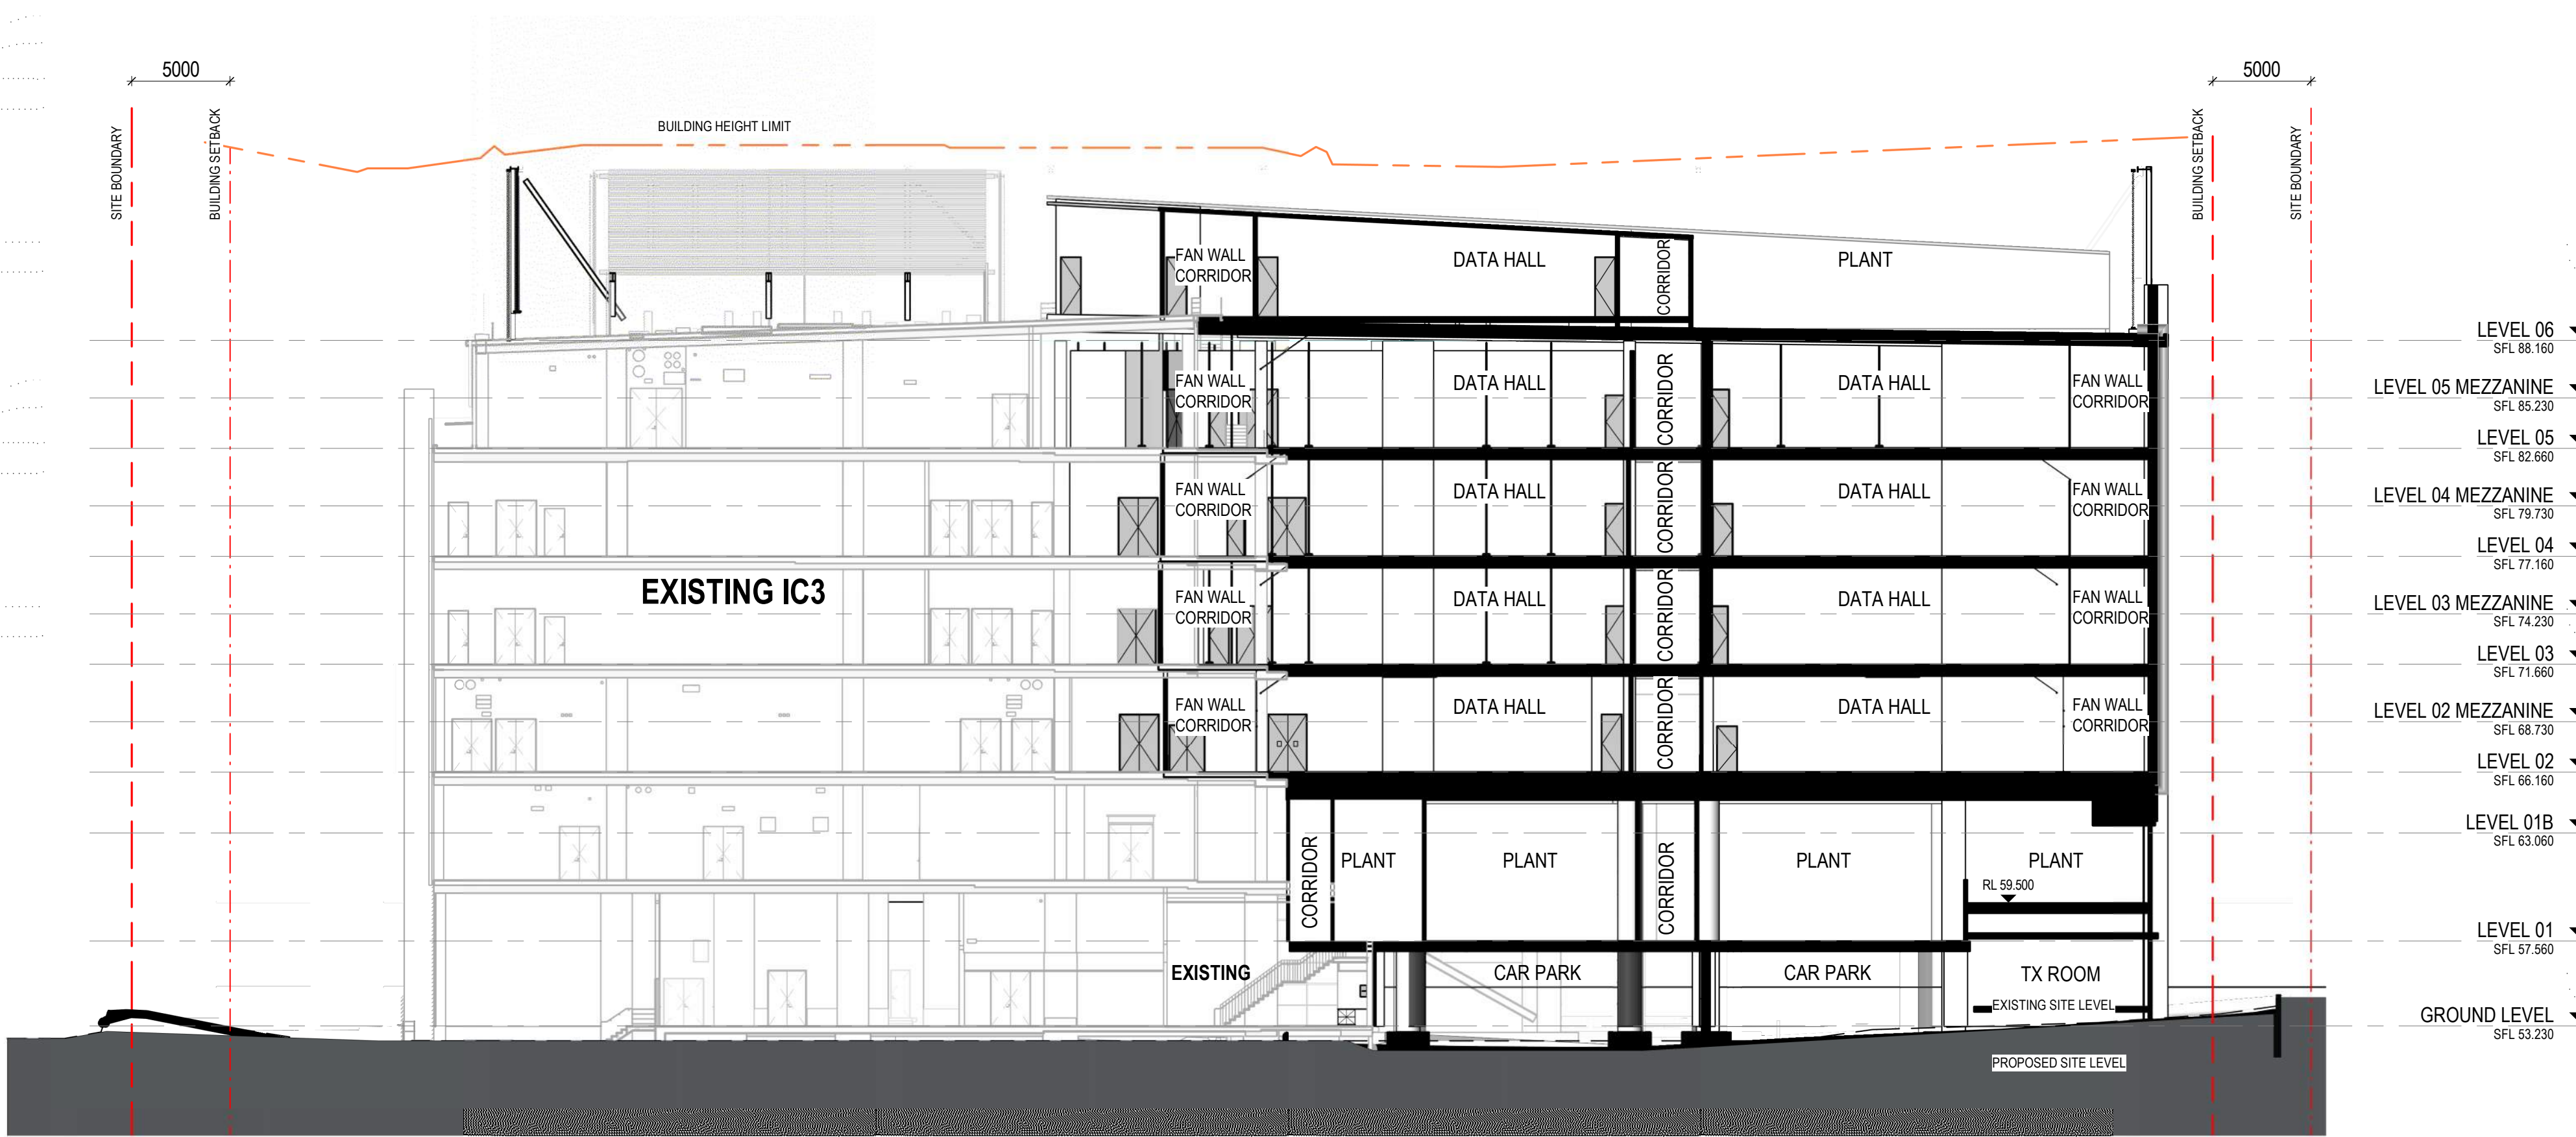 5000
5000
SITE BOUNDARY
BUILDING SETBACK
BUILDING HEIGHT LIMIT
BUILDING SETBACK
SITE BOUNDARY
FAN WALL
CORRIDOR
DATA HALL
CORRIDOR
PLANT
LEVEL 06
SFL 88.160
FAN WALL
CORRIDOR
DATA HALL
CORRIDOR
DATA HALL
FAN WALL
CORRIDOR
LEVEL 05 MEZZANINE
SFL 85.230
LEVEL 05
SFL 82.660
FAN WALL
CORRIDOR
DATA HALL
CORRIDOR
DATA HALL
FAN WALL
CORRIDOR
LEVEL 04 MEZZANINE
SFL 79.730
LEVEL 04
SFL 77.160
EXISTING IC3
FAN WALL
CORRIDOR
DATA HALL
CORRIDOR
DATA HALL
FAN WALL
CORRIDOR
LEVEL 03 MEZZANINE
SFL 74.230
LEVEL 03
SFL 71.660
FAN WALL
CORRIDOR
DATA HALL
CORRIDOR
DATA HALL
FAN WALL
CORRIDOR
LEVEL 02 MEZZANINE
SFL 68.730
LEVEL 02
SFL 66.160
LEVEL 01B
SFL 63.060
CORRIDOR
PLANT
PLANT
CORRIDOR
PLANT
PLANT
RL 59.500
LEVEL 01
SFL 57.560
EXISTING
CAR PARK
CAR PARK
TX ROOM
EXISTING SITE LEVEL
GROUND LEVEL
SFL 53.230
PROPOSED SITE LEVEL